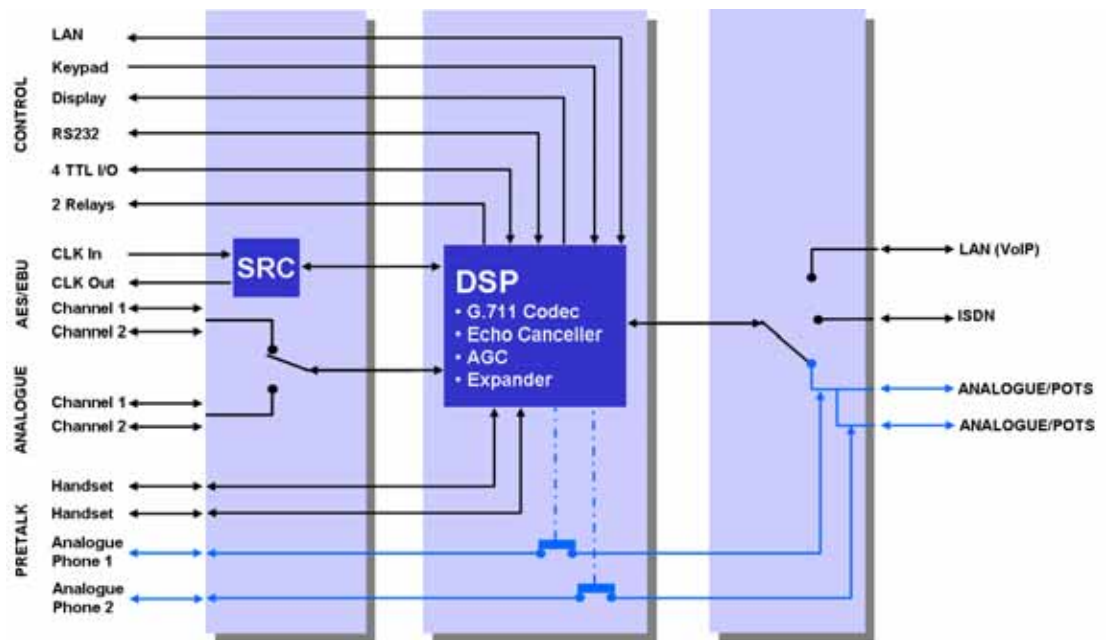 CONTROL
LAN
Keypad
Display
RS232
4 TTL I/O
2 Relays
AES/EBU
CLK In
CLK Out
Channel 1
Channel 2
ANALOGUE
Channel 1
Channel 2
PRETALK
Handset
Handset
Analogue
Phone 1
Analogue
Phone 2
SRC
DSP
• G.711 Codec
• Echo Canceller
• AGC
• Expander
LAN (VoIP)
ISDN
ANALOGUE/POTS
ANALOGUE/POTS